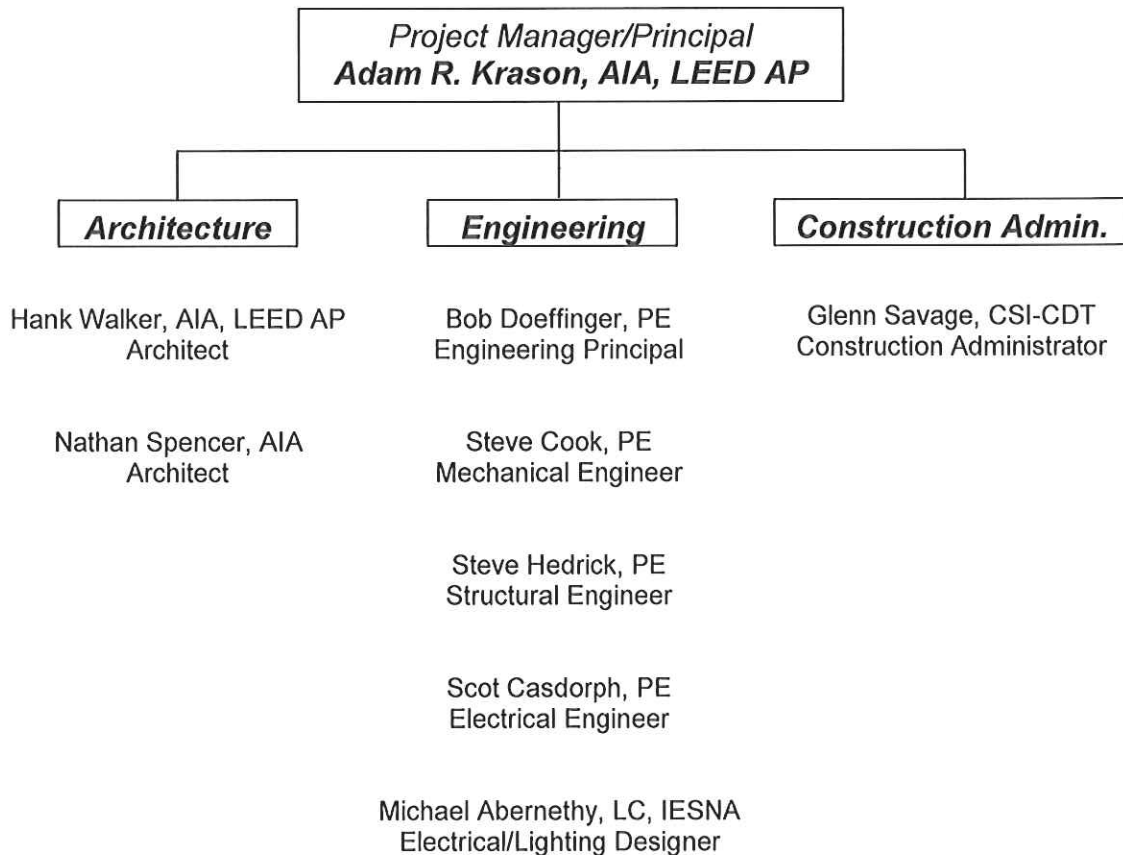 Project Manager/Principal
Adam R. Krason, AIA, LEED AP
Architecture
Hank Walker, AIA, LEED AP
Architect
Nathan Spencer, AIA
Architect
Engineering
Bob Doeffinger, PE
Engineering Principal
Steve Cook, PE
Mechanical Engineer
Steve Hedrick, PE
Structural Engineer
Scot Casdorph, PE
Electrical Engineer
Michael Abernethy, LC, IESNA
Electrical/Lighting Designer
Construction Admin.
Glenn Savage, CSI-CDT
Construction Administrator